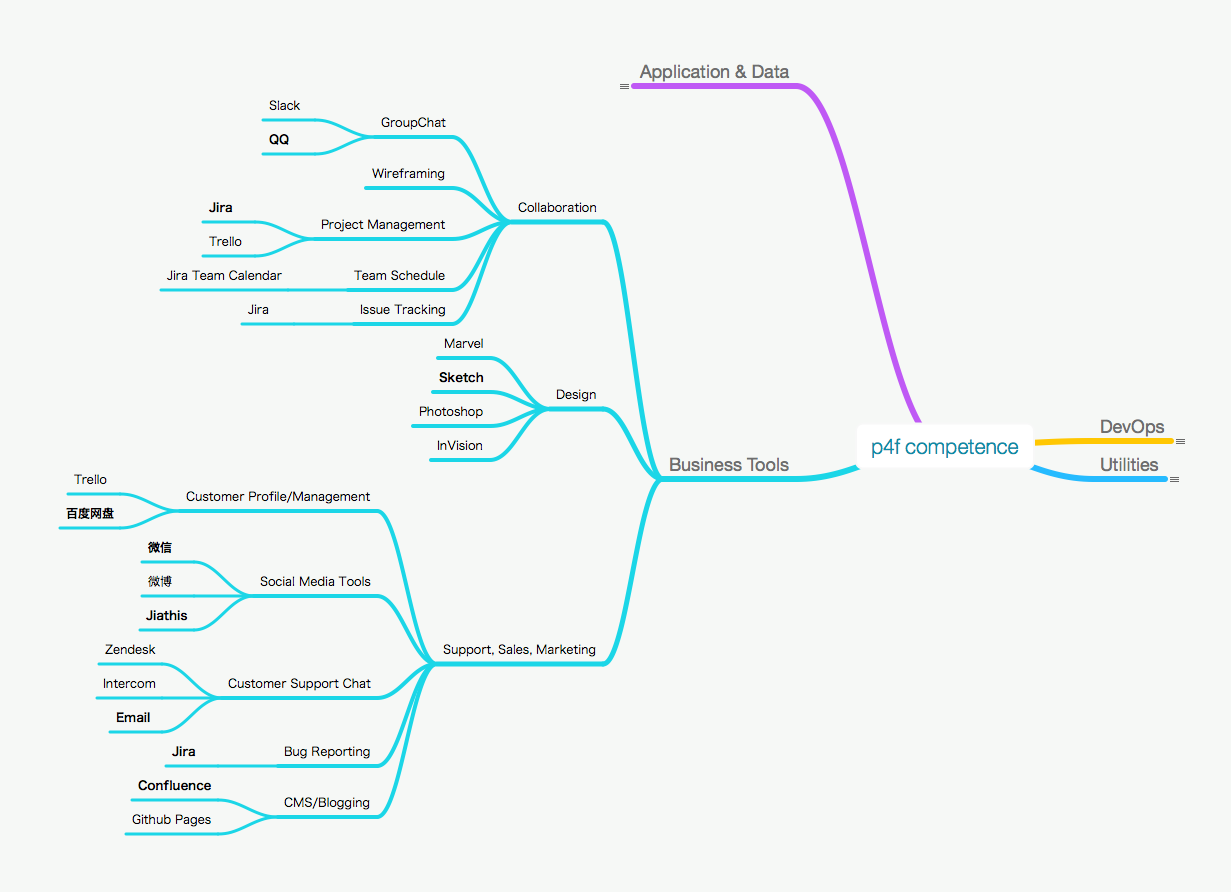 Application & Data
Slack
GroupChat
QQ
Wireframing
Jira
Collaboration
Project Management
Trello
Jira Team Calendar
Team Schedule
Jira
Issue Tracking
Marvel
Sketch
Design
Photoshop
InVision
DevOps
p4f competence
Business Tools
Utilities
Trello
Customer Profile/Management
百度网盘
微信
微博
Social Media Tools
Jiathis
Zendesk
Support, Sales, Marketing
Intercom
Customer Support Chat
Email
Jira
Bug Reporting
Confluence
CMS/Blogging
Github Pages